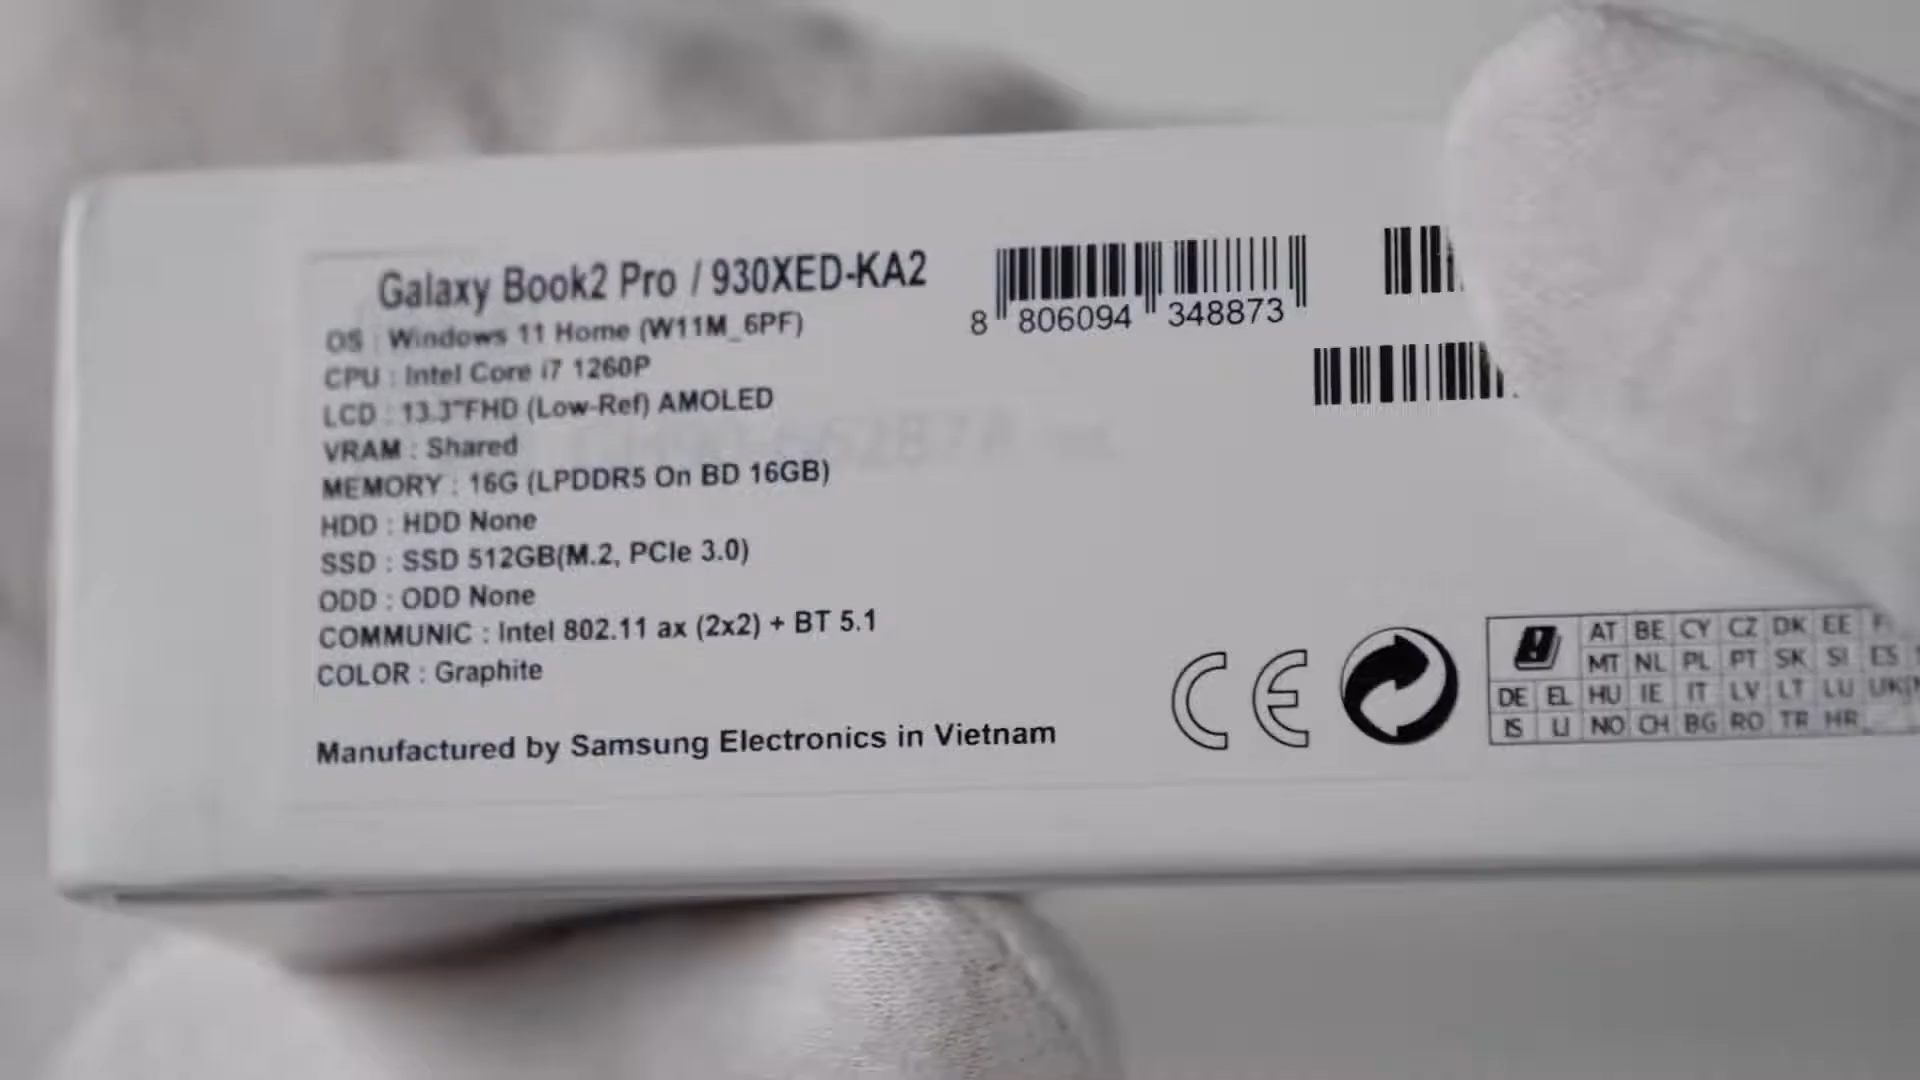 Galaxy Book2 Pro / 930XED-KA2
OS : Windows 11 Home (W11M_6PF)
CPU : Intel Core i7 1260P
LCD : 13.3"FHD (Low-Ref) AMOLED
VRAM : Shared
MEMORY : 16G (LPDDR5 On BD 16GB)
HDD : HDD None
SSD : SSD 512GB(M.2, PCIe 3.0)
ODD : ODD None
COMMUNIC : Intel 802.11 ax (2x2) + BT 5.1
COLOR : Graphite
Manufactured by Samsung Electronics in Vietnam
8 806094 348873
CE
AT BE CY CZ DK EE
MT NL PL PT SK SI ES
DE EL HU IE IT LV LT LU
IS LI NO CH BG RO TR HR